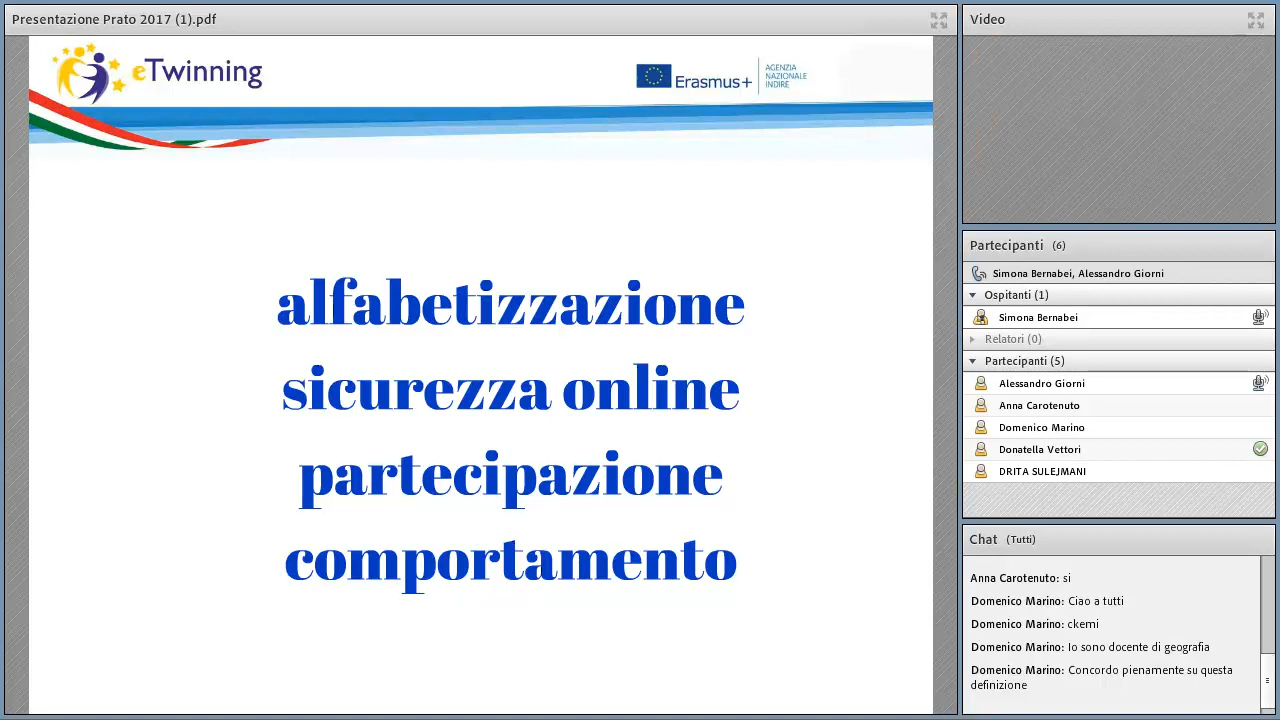 Presentazione Prato 2017 (1).pdf
eTwinning
Erasmus+
AGENZIA
NAZIONALE
INDIRE
alfabetizzazione
sicurezza online
partecipazione
comportamento
Video
Partecipanti (6)
Simona Bernabei, Alessandro Giorni
Ospitanti (1)
Simona Bernabei
Relatori (0)
Partecipanti (5)
Alessandro Giorni
Anna Carotenuto
Domenico Marino
Donatella Vettori
DRITA SULEJMANI
Chat (Tutti)
Anna Carotenuto: si
Domenico Marino: Ciao a tutti
Domenico Marino: ckemi
Domenico Marino: Io sono docente di geografia
Domenico Marino: Concordo pienamente su questa
definizione